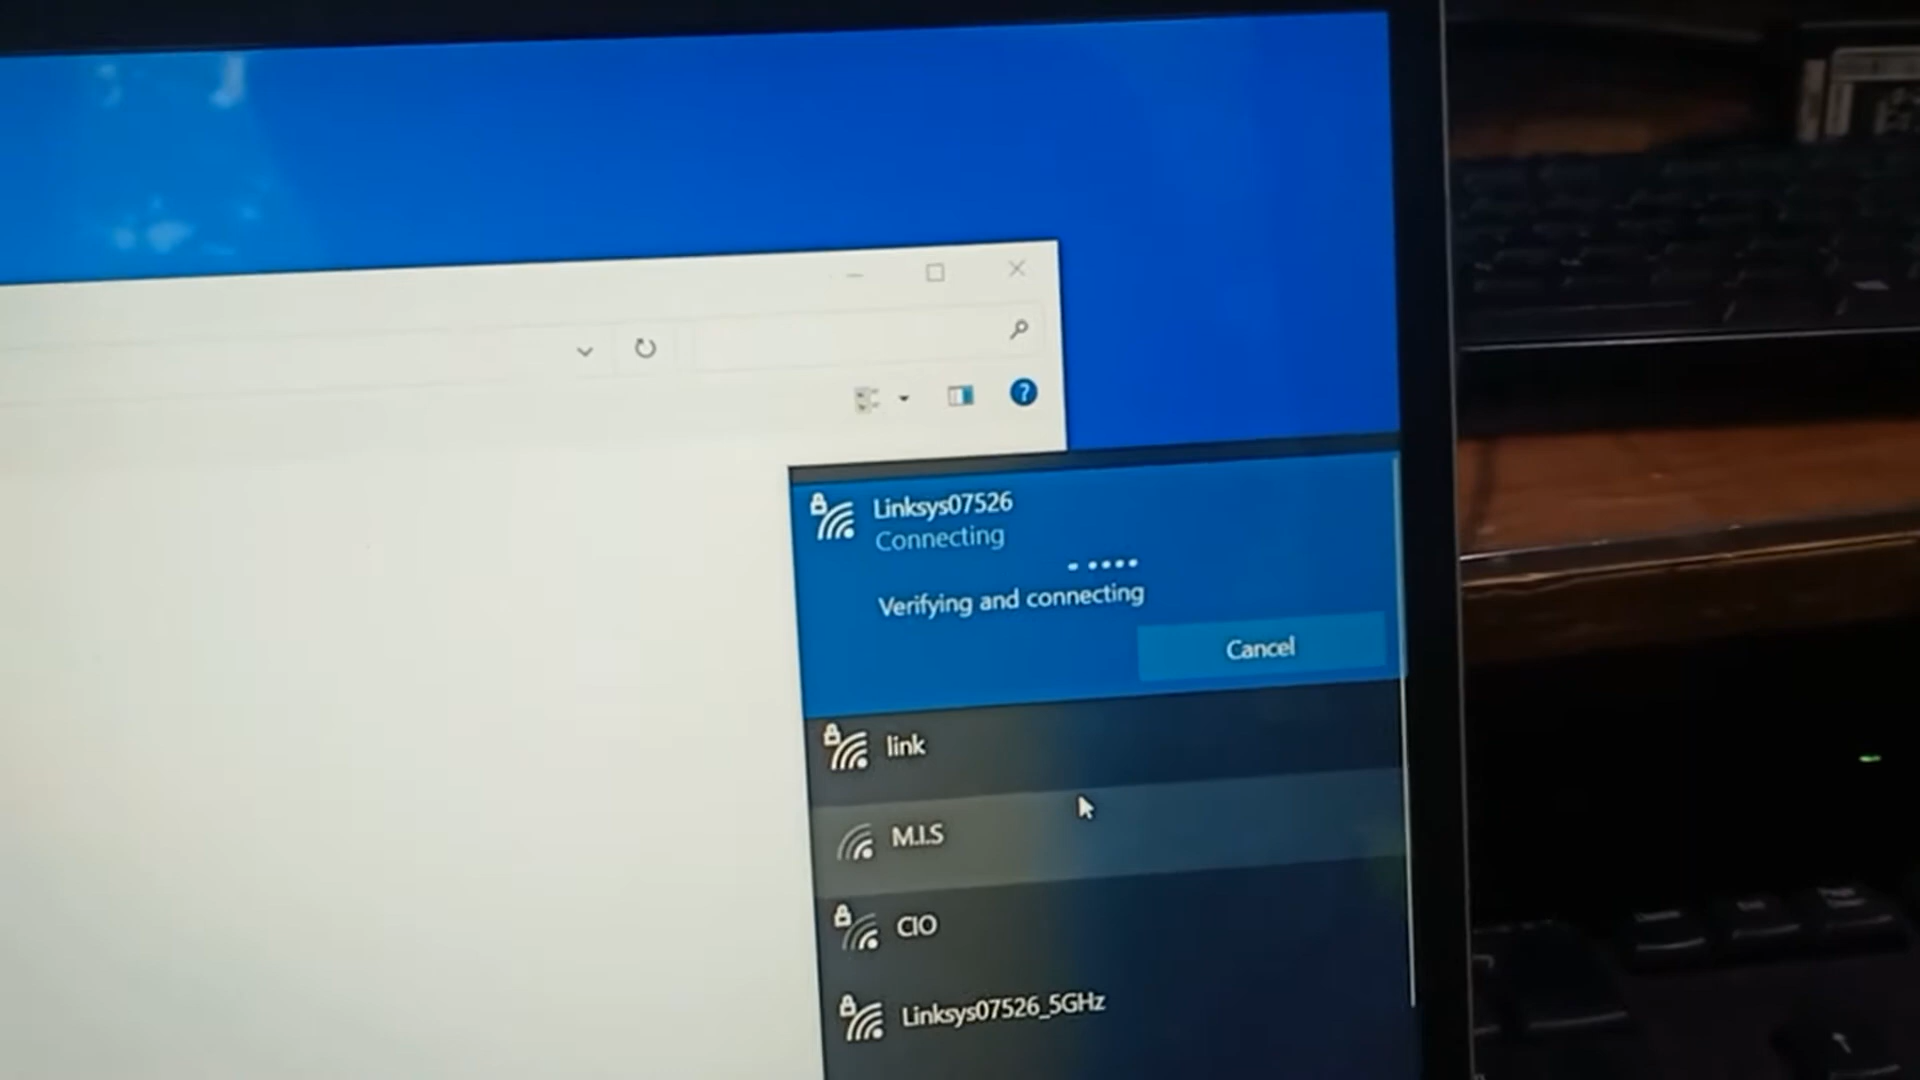 Linksys07526
Connecting
Verifying and connecting
Cancel
link
M.I.S
CIO
Linksys07526_5GHz